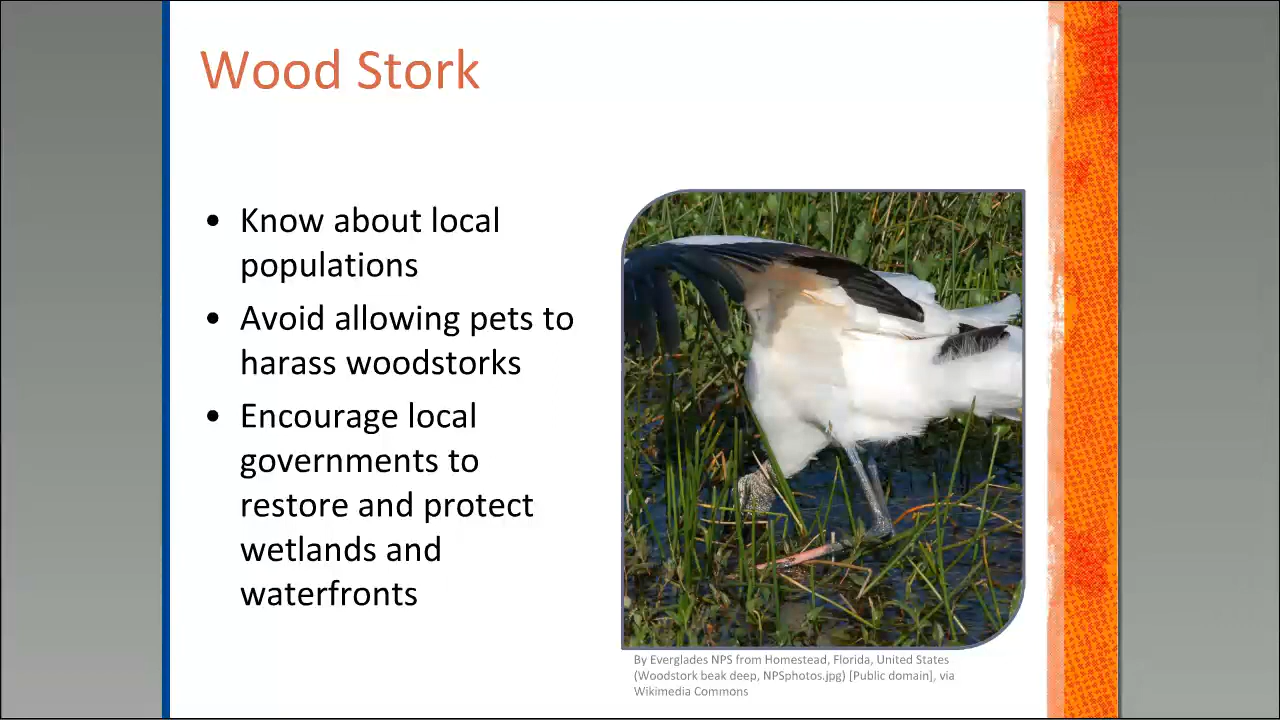 Wood Stork
• Know about local
populations
• Avoid allowing pets to
harass woodstorks
• Encourage local
governments to
restore and protect
wetlands and
waterfronts
By Everglades NPS from Homestead, Florida, United States
(Woodstork beak deep, NPSphotos.jpg) [Public domain], via
Wikimedia Commons